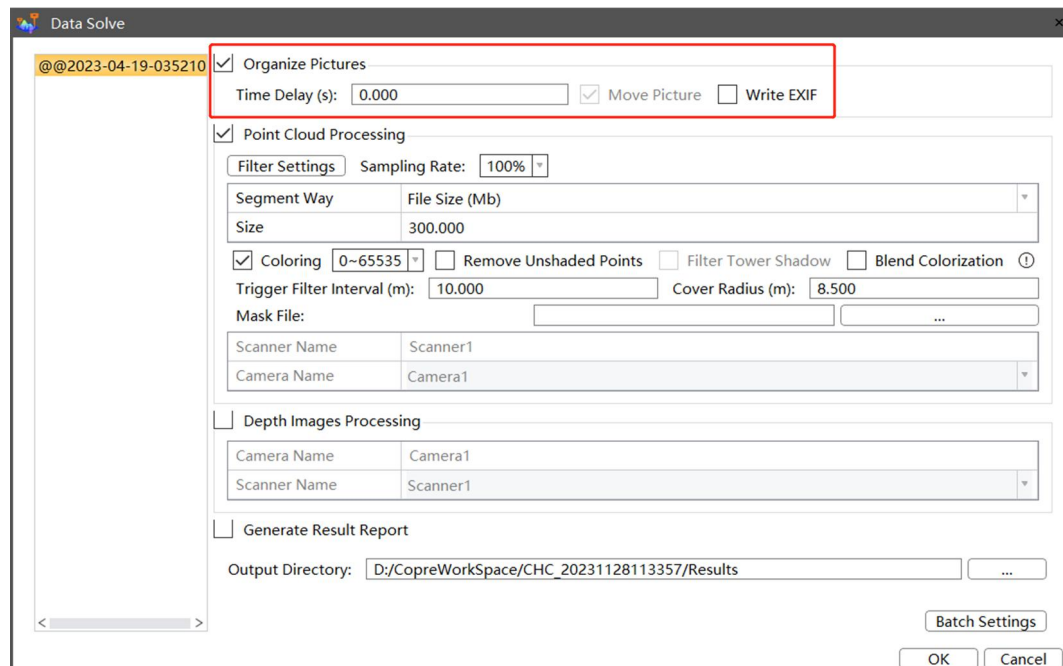 Data Solve
@@2023-04-19-035210
Organize Pictures
Time Delay (s): 0.000 Move Picture Write EXIF
Point Cloud Processing
Filter Settings Sampling Rate: 100%
Segment Way File Size (Mb)
Size 300.000
Coloring 0~65535 Remove Unshaded Points Filter Tower Shadow Blend Colorization
Trigger Filter Interval (m): 10.000 Cover Radius (m): 8.500
Mask File: ...
Scanner Name Scanner1
Camera Name Camera1
Depth Images Processing
Camera Name Camera1
Scanner Name Scanner1
Generate Result Report
Output Directory: D:/CopreWorkSpace/CHC_20231128113357/Results ...
Batch Settings
OK Cancel